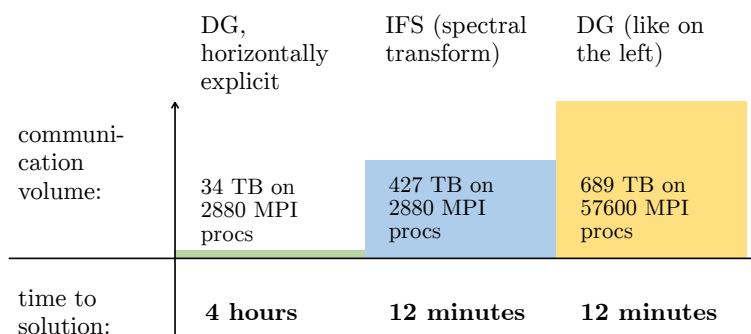 DG,
horizontally
explicit
IFS (spectral
transform)
DG (like on
the left)
communi-
cation
volume:
34 TB on
2880 MPI
procs
427 TB on
2880 MPI
procs
689 TB on
57600 MPI
procs
time to
solution:
4 hours
12 minutes
12 minutes